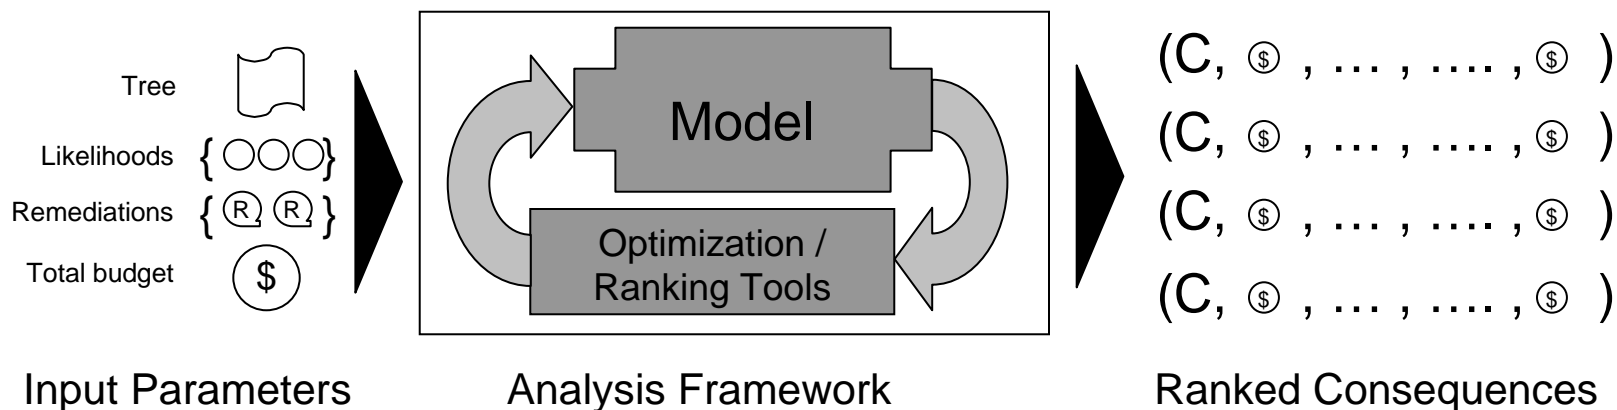 Tree
Likelihoods { }
Remediations { R R }
Total budget $
Model
Optimization /
Ranking Tools
(C, $ , ... , .... , $ )
(C, $ , ... , .... , $ )
(C, $ , ... , .... , $ )
(C, $ , ... , .... , $ )
Input Parameters
Analysis Framework
Ranked Consequences